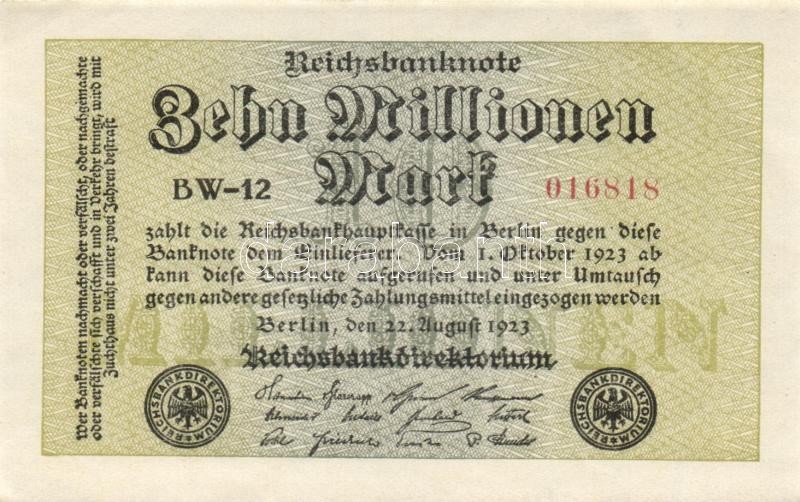 Reichsbanknote
Zehn Millionen
Mark
BW-12
016818
zahlt die Reichsbankhauptkasse in Berlin gegen diese
Banknote dem Einlieferer. Vom 1. Oktober 1923 ab
kann diese Banknote aufgerufen und unter Umtausch
gegen andere gesetzliche Zahlungsmittel eingezogen werden
Berlin, den 22. August 1923
Reichsbankdirektorium
REICHSBANKDIREKTORIUM
REICHSBANKDIREKTORIUM
Wer Banknoten nachmacht oder verfälscht, oder nachgemachte
oder verfälschte sich verschafft und in Verkehr bringt, wird mit
Zuchthaus nicht unter zwei Jahren bestraft